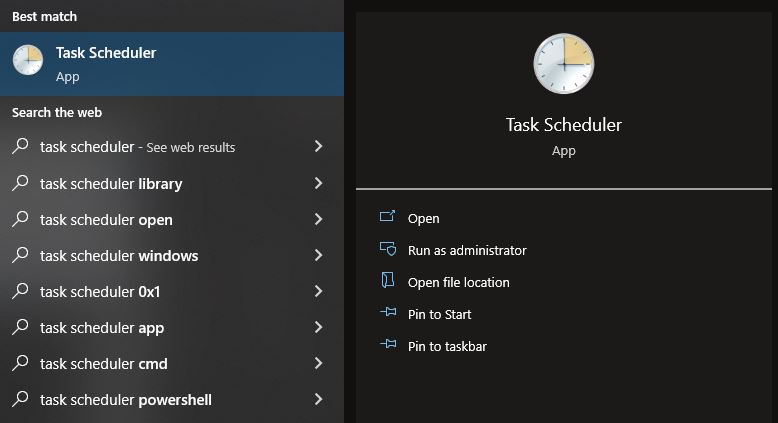 Best match
Task Scheduler
App
Search the web
task scheduler - See web results
task scheduler library
task scheduler open
task scheduler windows
task scheduler 0x1
task scheduler app
task scheduler cmd
task scheduler powershell
Task Scheduler
App
Open
Run as administrator
Open file location
Pin to Start
Pin to taskbar